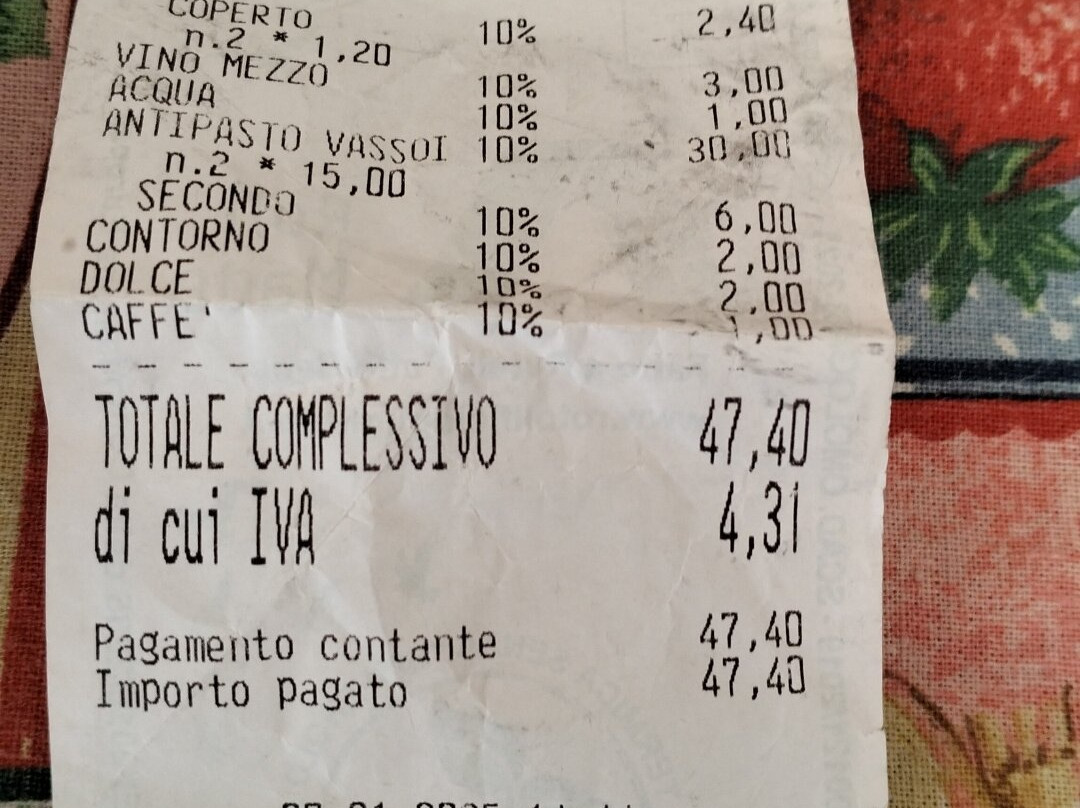 COPERTO 10% 2,40
n.2 * 1,20
VINO MEZZO 10% 3,00
ACQUA 10% 1,00
ANTIPASTO VASSOI 10% 30,00
n.2 * 15,00
SECONDO 10% 6,00
CONTORNO 10% 2,00
DOLCE 10% 2,00
CAFFE' 10% 1,00
TOTALE COMPLESSIVO 47,40
di cui IVA 4,31
Pagamento contante 47,40
Importo pagato 47,40